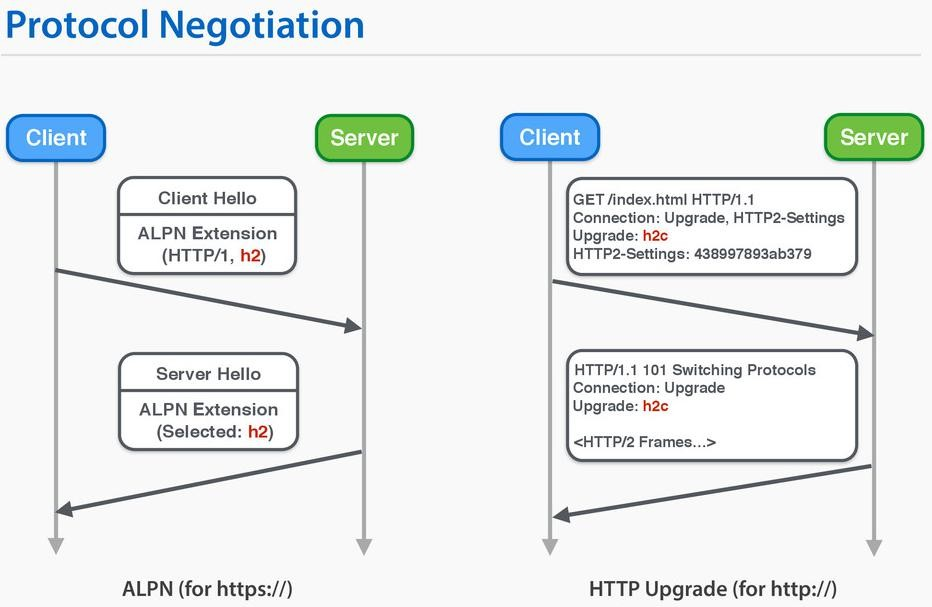 Protocol Negotiation
Client
Server
Client Hello
ALPN Extension
(HTTP/1, h2)
Server Hello
ALPN Extension
(Selected: h2)
ALPN (for https://)
Client
Server
GET /index.html HTTP/1.1
Connection: Upgrade, HTTP2-Settings
Upgrade: h2c
HTTP2-Settings: 438997893ab379
HTTP/1.1 101 Switching Protocols
Connection: Upgrade
Upgrade: h2c
<HTTP/2 Frames...>
HTTP Upgrade (for http://)